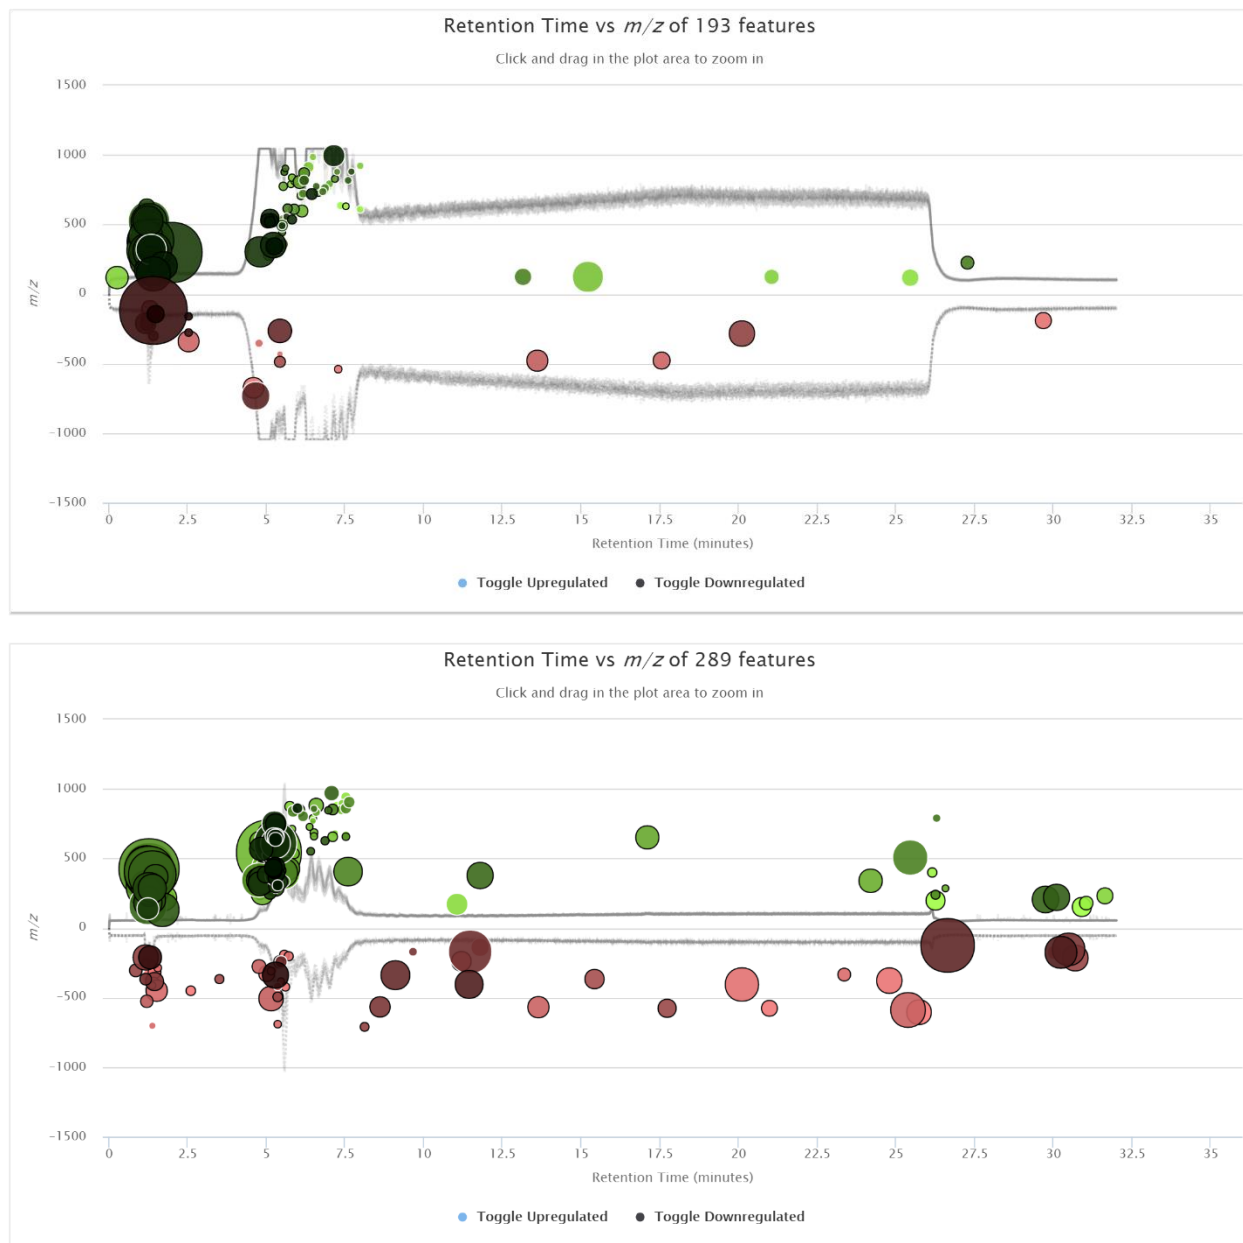 Retention Time vs m/z of 193 features
Click and drag in the plot area to zoom in
1500
1000
500
0
-500
-1000
-1500
m/z
0 2.5 5 7.5 10 12.5 15 17.5 20 22.5 25 27.5 30 32.5 35
Retention Time (minutes)
Toggle Upregulated Toggle Downregulated
Retention Time vs m/z of 289 features
Click and drag in the plot area to zoom in
1500
1000
500
0
-500
-1000
-1500
m/z
0 2.5 5 7.5 10 12.5 15 17.5 20 22.5 25 27.5 30 32.5 35
Retention Time (minutes)
Toggle Upregulated Toggle Downregulated